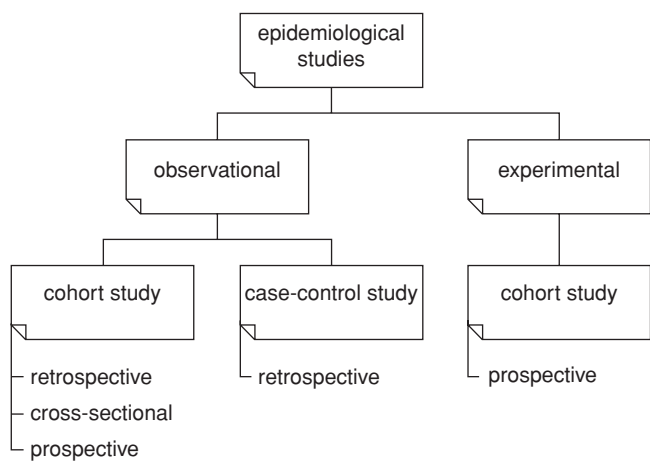 epidemiological
studies
observational
experimental
cohort study
case-control study
cohort study
retrospective
cross-sectional
prospective
retrospective
prospective